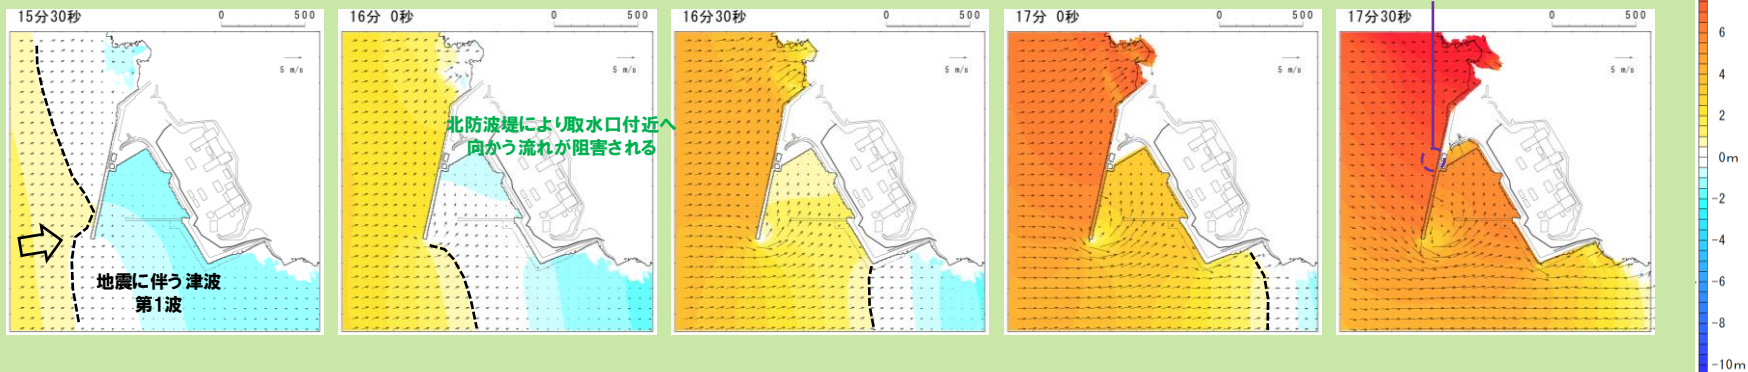 15分30秒
0 500
5 m/s
地震に伴う津波
第1波
16分 0秒
0 500
5 m/s
北防波堤により取水口付近へ
向かう流れが阻害される
16分30秒
0 500
5 m/s
17分 0秒
0 500
5 m/s
17分30秒
0 500
5 m/s
6
4
2
0m
-2
-4
-6
-8
-10m